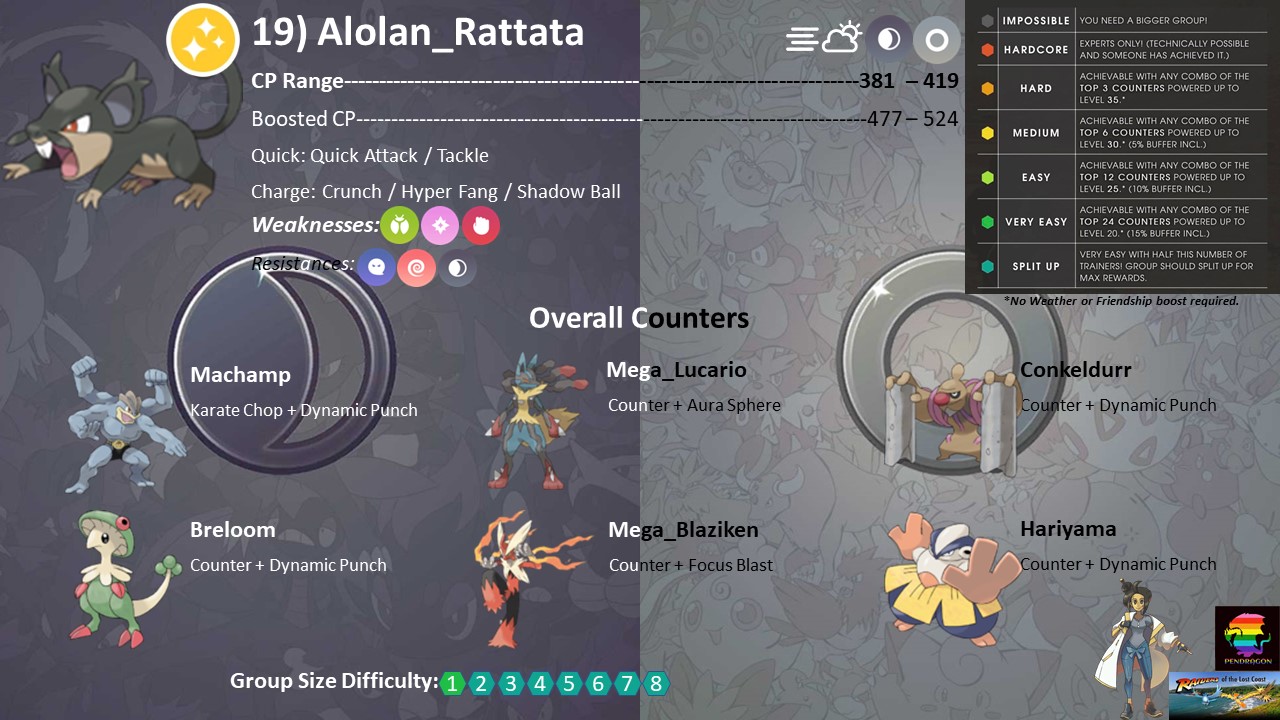 19) Alolan_Rattata
CP Range------------------------------------------------------------------------381 – 419
Boosted CP------------------------------------------------------------------------477 – 524
Quick: Quick Attack / Tackle
Charge: Crunch / Hyper Fang / Shadow Ball
Weaknesses:
Resistances:
IMPOSSIBLE YOU NEED A BIGGER GROUP!
HARDCORE EXPERTS ONLY! (TECHNICALLY POSSIBLE
AND SOMEONE HAS ACHIEVED IT.)
HARD ACHIEVABLE WITH ANY COMBO OF THE
TOP 3 COUNTERS POWERED UP TO
LEVEL 35.*
MEDIUM ACHIEVABLE WITH ANY COMBO OF THE
TOP 6 COUNTERS POWERED UP TO
LEVEL 30.* (5% BUFFER INCL.)
EASY ACHIEVABLE WITH ANY COMBO OF THE
TOP 12 COUNTERS POWERED UP TO
LEVEL 25.* (10% BUFFER INCL.)
VERY EASY ACHIEVABLE WITH ANY COMBO OF THE
TOP 24 COUNTERS POWERED UP TO
LEVEL 20.* (15% BUFFER INCL.)
SPLIT UP VERY EASY WITH HALF THIS NUMBER OF
TRAINERS! GROUP SHOULD SPLIT UP FOR
MAX REWARDS.
*No Weather or Friendship boost required.
Overall Counters
Machamp
Karate Chop + Dynamic Punch
Mega_Lucario
Counter + Aura Sphere
Conkeldurr
Counter + Dynamic Punch
Breloom
Counter + Dynamic Punch
Mega_Blaziken
Counter + Focus Blast
Hariyama
Counter + Dynamic Punch
Group Size Difficulty: 1 2 3 4 5 6 7 8
PENDRAGON
RAIDERS of the Lost Coast